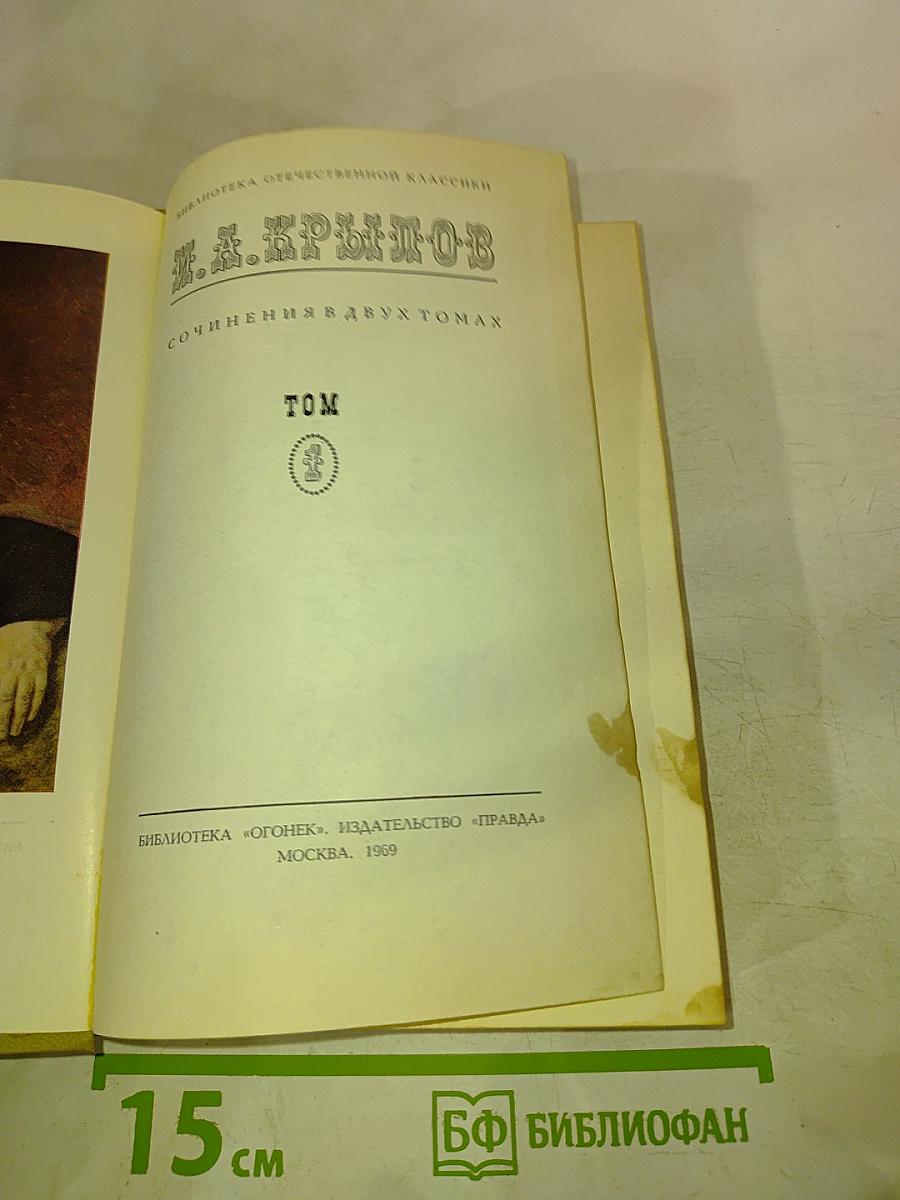 БИБЛИОТЕКА ОТЕЧЕСТВЕННОЙ КЛАССИКИ
И.А.КРЫЛОВ
СОЧИНЕНИЯ В ДВУХ ТОМАХ
ТОМ
1
БИБЛИОТЕКА «ОГОНЕК». ИЗДАТЕЛЬСТВО «ПРАВДА»
МОСКВА. 1969
15 см
БФ БИБЛИОФАН